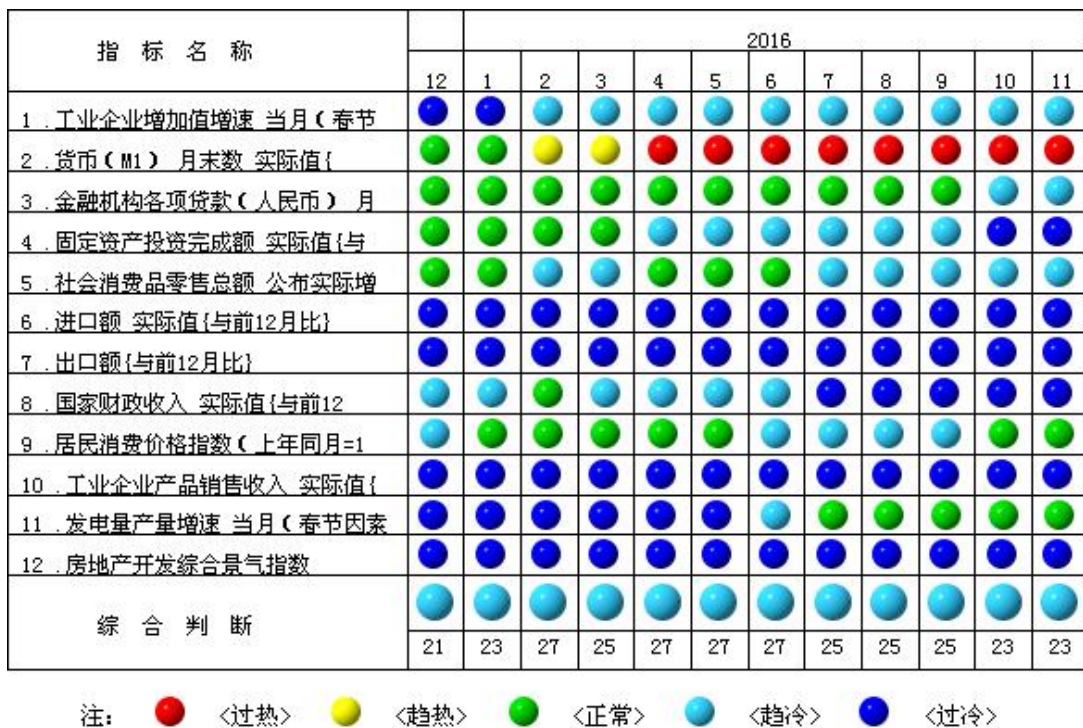 指 标 名 称
2016
12 1 2 3 4 5 6 7 8 9 10 11
1 .工业企业增加值增速 当月(春节
2 .货币(M1) 月末数 实际值{
3 .金融机构各项贷款(人民币) 月
4 .固定资产投资完成额 实际值{与
5 .社会消费品零售总额 公布实际增
6 .进口额 实际值{与前12月比}
7 .出口额{与前12月比}
8 .国家财政收入 实际值{与前12
9 .居民消费价格指数(上年同月=1
10 .工业企业产品销售收入 实际值{
11 .发电量产量增速 当月(春节因素
12 .房地产开发综合景气指数
综 合 判 断
21 23 27 25 27 27 27 25 25 25 23 23
注: <过热> <趋热> <正常> <趋冷> <过冷>